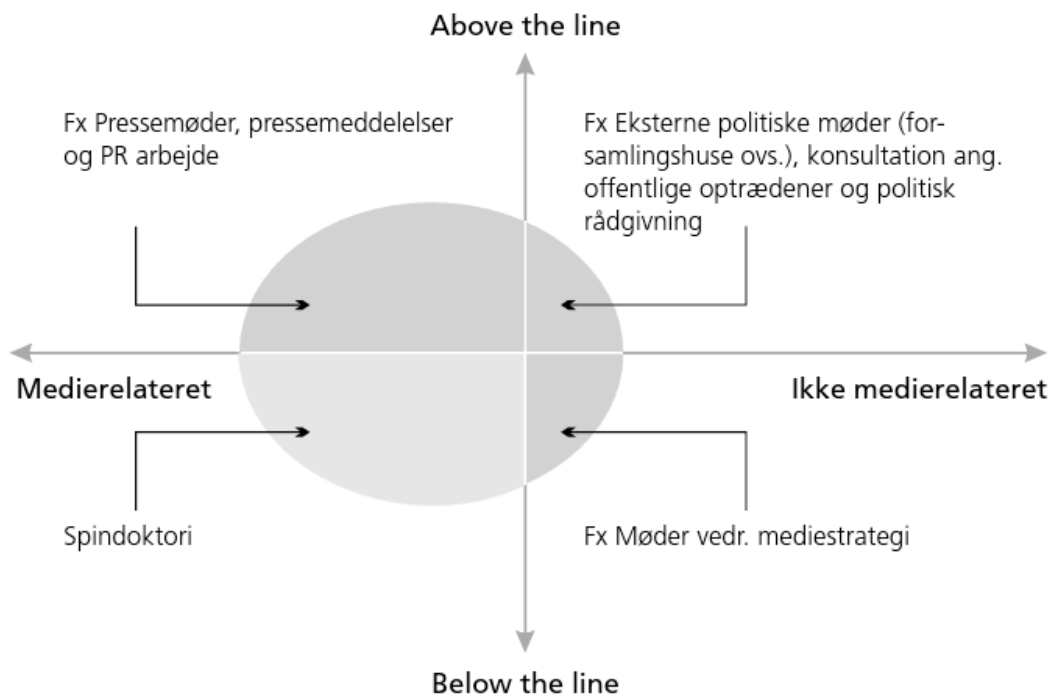 Above the line
Fx Pressemøder, pressemeddelelser
og PR arbejde
Fx Eksterne politiske møder (for-
samlingshuse ovs.), konsultation ang.
offentlige optrædener og politisk
rådgivning
Medierelateret
Ikke medierelateret
Spindoktori
Fx Møder vedr. mediestrategi
Below the line